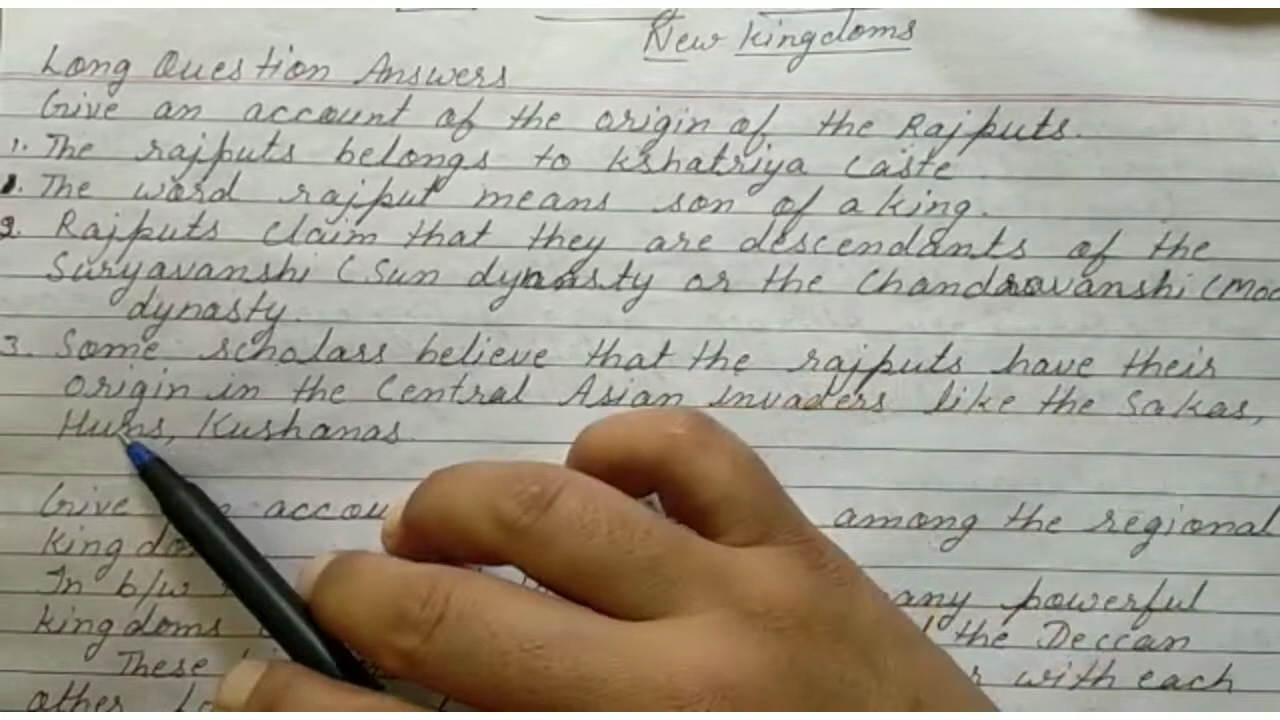 New kingdoms
Long Question Answers
Give an account of the origin of the Rajputs.
1. The rajputs belongs to kshatriya caste
1. The word rajput means son of a king.
2. Rajputs claim that they are descendants of the
Suryavanshi (Sun dynasty or the Chandravanshi (Moo
dynasty.
3. Some scholars believe that the rajputs have their
origin in the Central Asian invaders like the Sakas,
Huns, Kushanas.
Give accou among the regional
kingdo
In b/w any powerful
kingdoms the Deccan
These with each
other